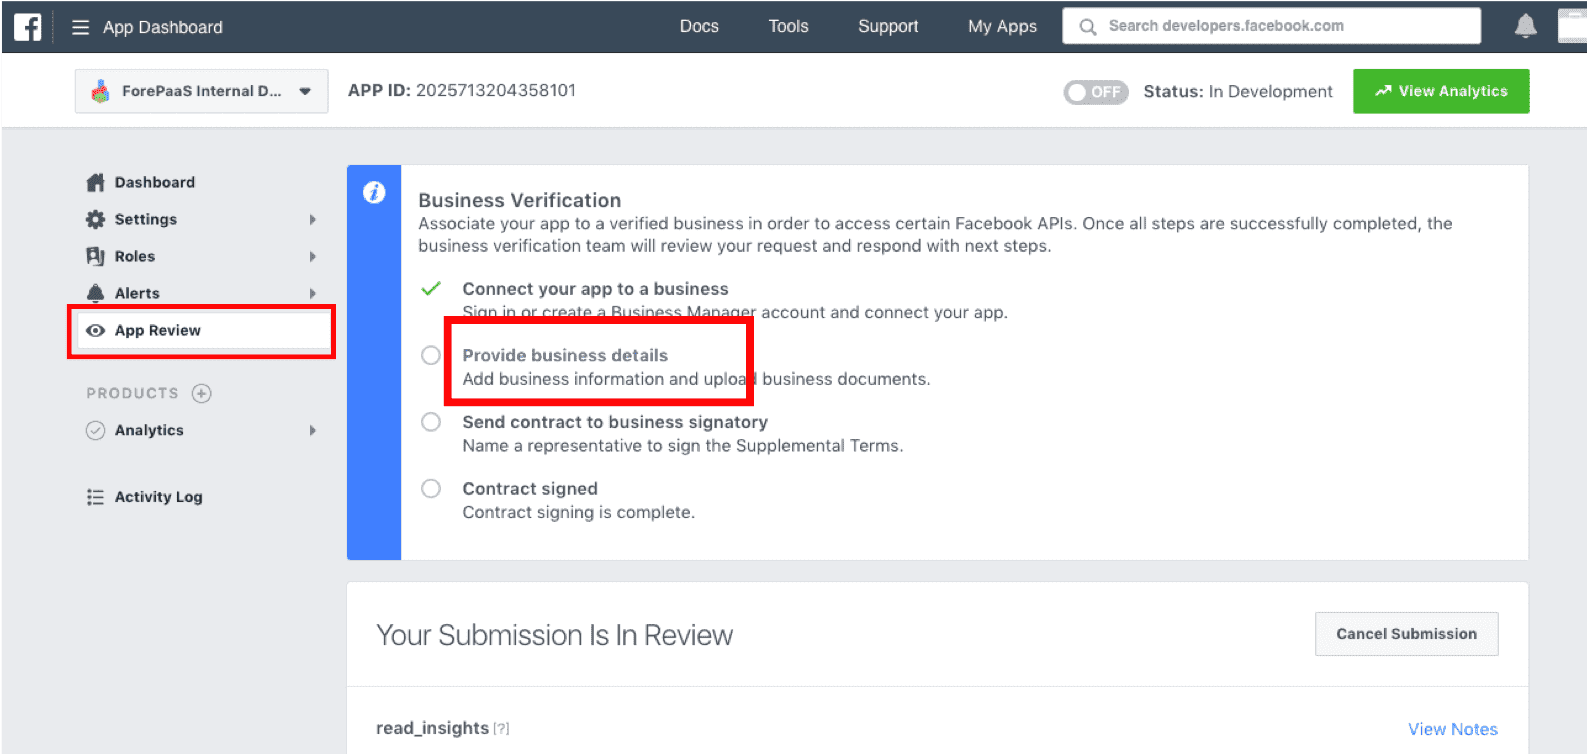 App Dashboard
Docs
Tools
Support
My Apps
Search developers.facebook.com
ForePaaS Internal D...
APP ID: 2025713204358101
OFF
Status: In Development
View Analytics
Dashboard
Settings
Roles
Alerts
App Review
PRODUCTS
Analytics
Activity Log
Business Verification
Associate your app to a verified business in order to access certain Facebook APIs. Once all steps are successfully completed, the
business verification team will review your request and respond with next steps.
Connect your app to a business
Sign in or create a Business Manager account and connect your app.
Provide business details
Add business information and upload business documents.
Send contract to business signatory
Name a representative to sign the Supplemental Terms.
Contract signed
Contract signing is complete.
Your Submission Is In Review
Cancel Submission
read_insights [?]
View Notes